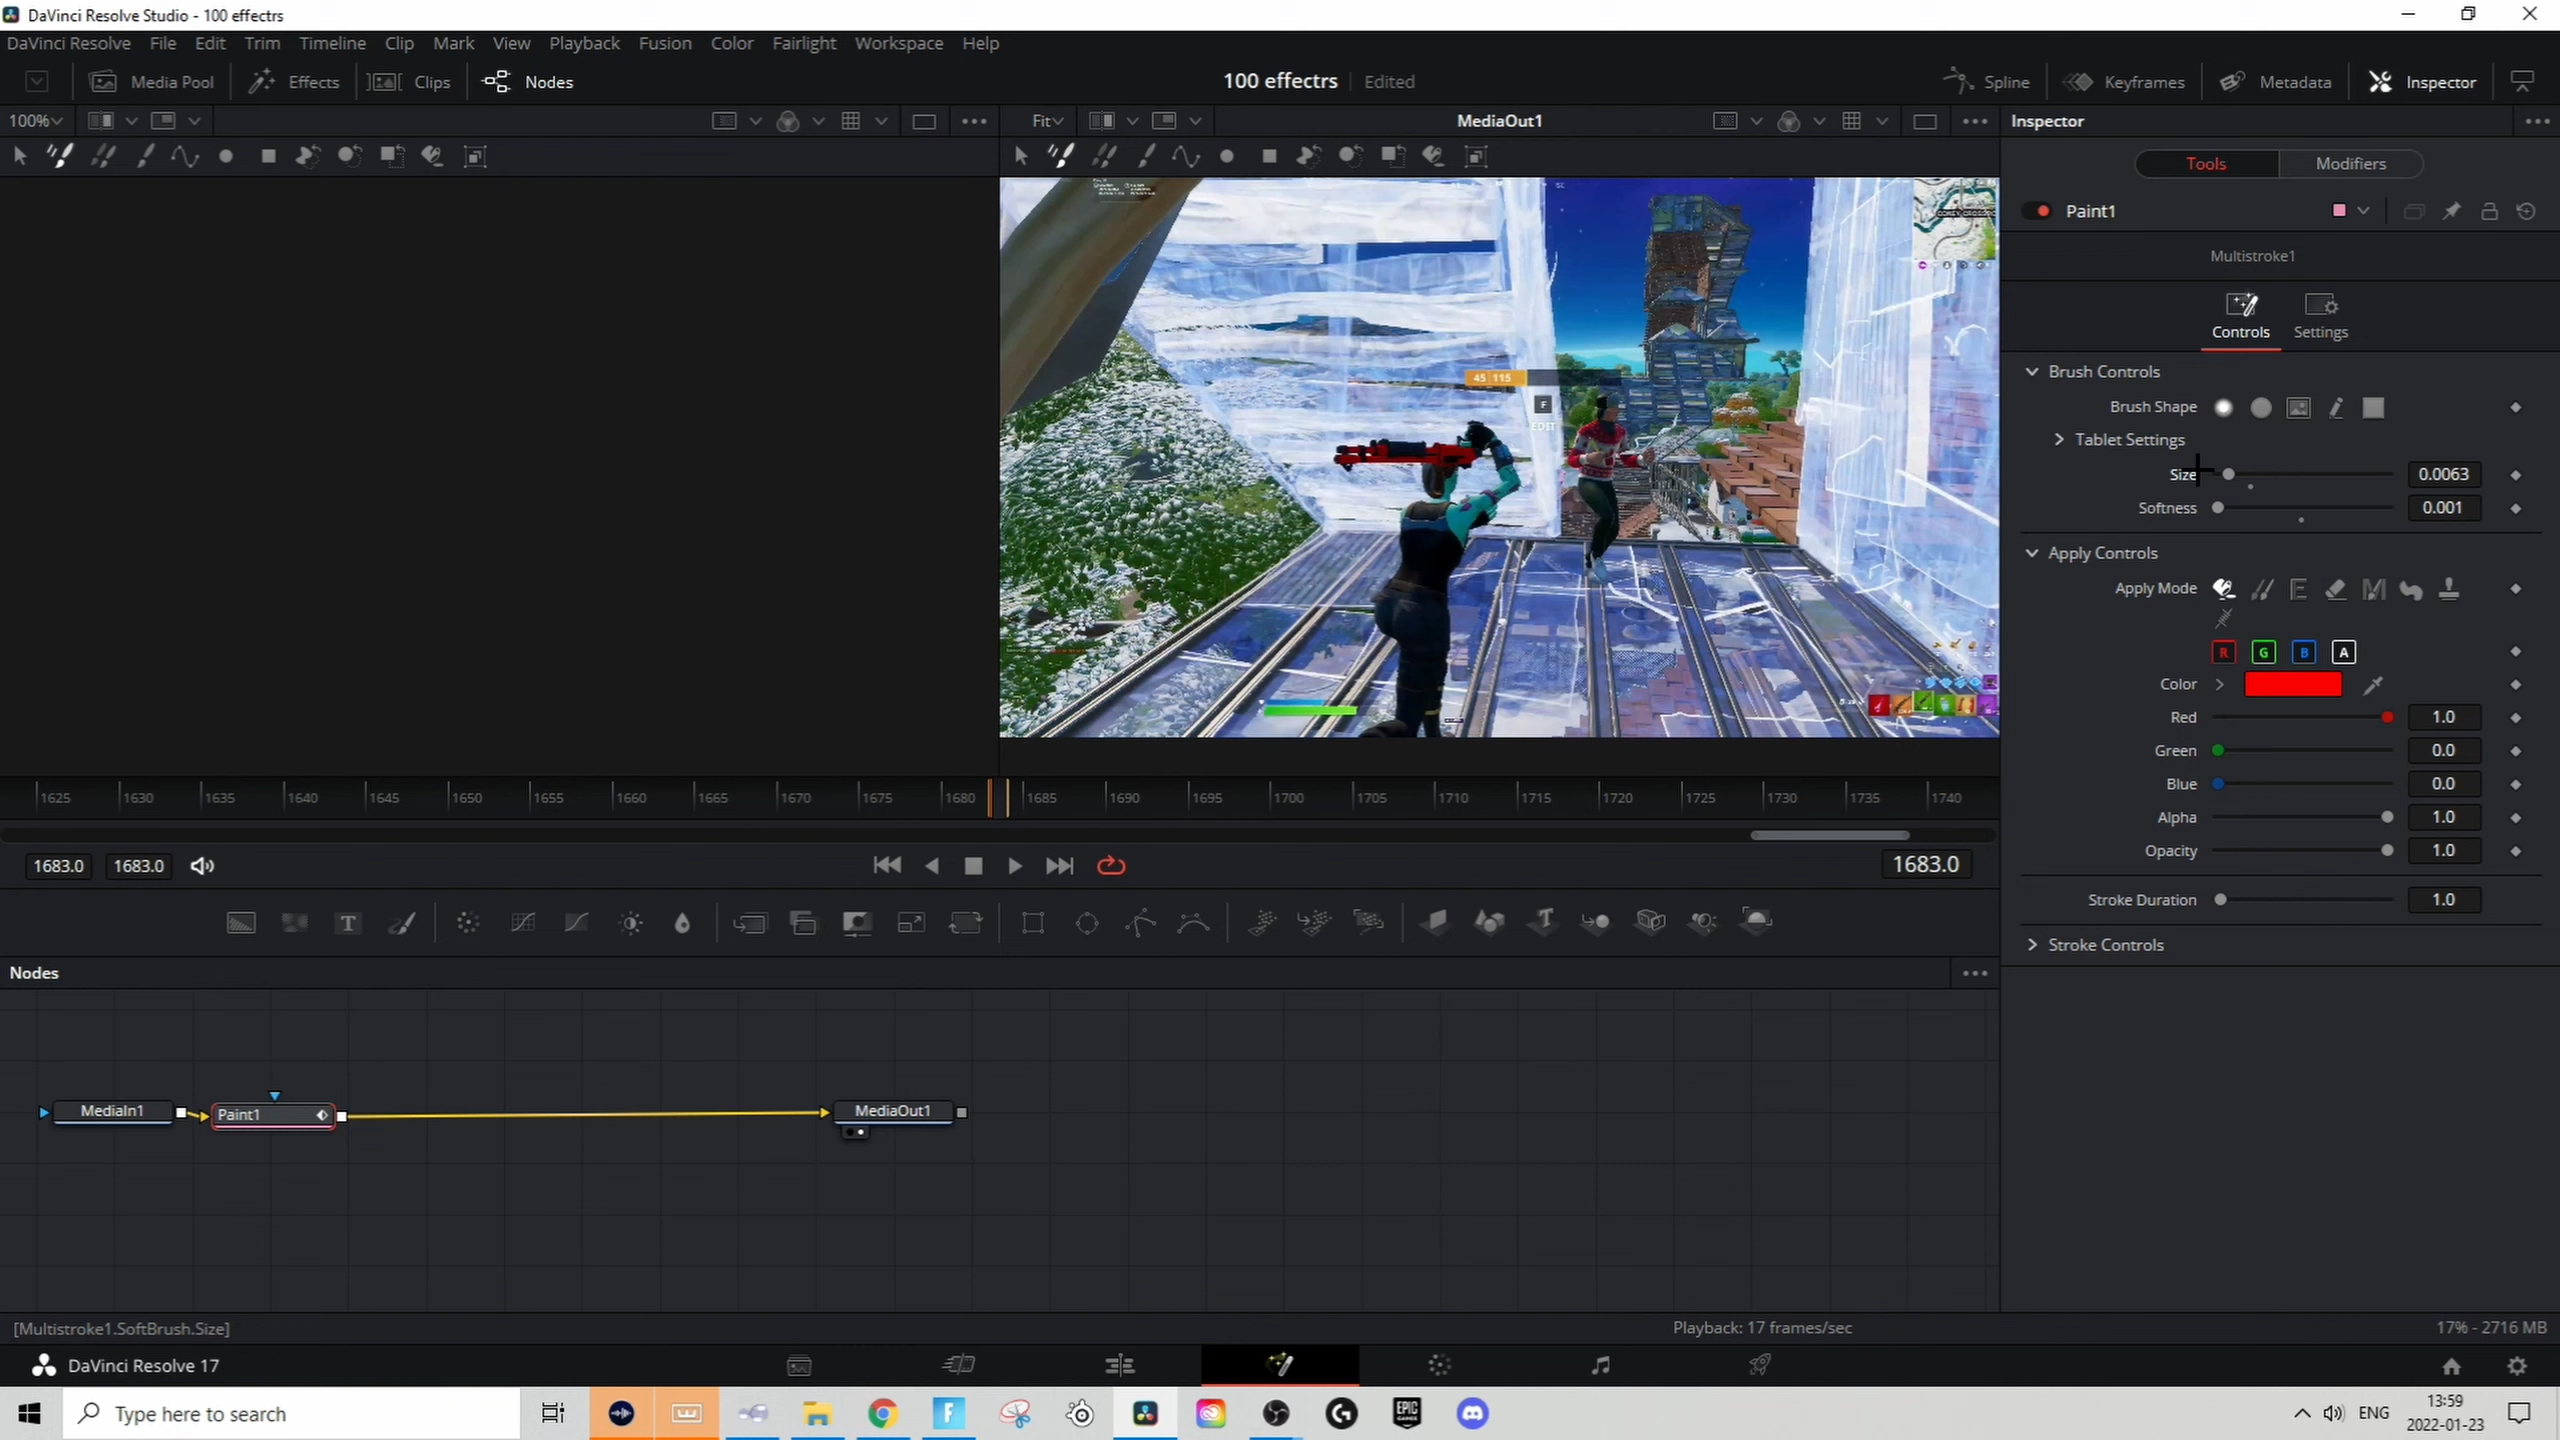 DaVinci Resolve Studio - 100 effectrs
DaVinci Resolve File Edit Trim Timeline Clip Mark View Playback Fusion Color Fairlight Workspace Help
Media Pool Effects Clips Nodes 100 effectrs Edited Spline Keyframes Metadata Inspector
100% Fit MediaOut1 Inspector
Tools Modifiers
Paint1
Multistroke1
Controls Settings
Brush Controls
Brush Shape
Tablet Settings
Size 0.0063
Softness 0.001
Apply Controls
Apply Mode E M
R G B A
Color
Red 1.0
Green 0.0
Blue 0.0
Alpha 1.0
Opacity 1.0
Stroke Duration 1.0
Stroke Controls
45 115
F
EDIT
1625 1630 1635 1640 1645 1650 1655 1660 1665 1670 1675 1680 1685 1690 1695 1700 1705 1710 1715 1720 1725 1730 1735 1740
1683.0 1683.0 1683.0
T T
Nodes
MediaIn1 Paint1 MediaOut1
[Multistroke1.SoftBrush.Size] Playback: 17 frames/sec 17% - 2716 MB
DaVinci Resolve 17
Type here to search F EPIC GAMES ENG 13:59
2022-01-23